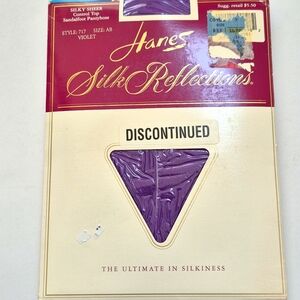 SILKY SHEER
Control Top
Sandalfoot Pantyhose
STYLE: 717 SIZE: AB
VIOLET
Sugg. retail $5.50
Hanes
Silk Reflections
DISCONTINUED
THE ULTIMATE IN SILKINESS